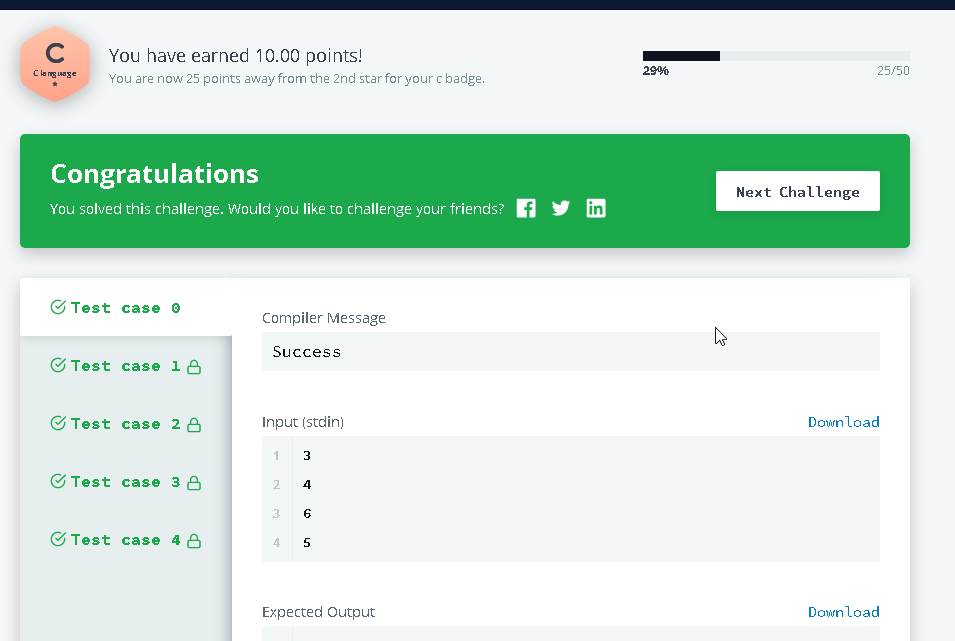 C
C language
You have earned 10.00 points!
You are now 25 points away from the 2nd star for your c badge.
29%
25/50
Congratulations
You solved this challenge. Would you like to challenge your friends?
Next Challenge
Test case 0
Test case 1
Test case 2
Test case 3
Test case 4
Compiler Message
Success
Input (stdin)
Download
1 3
2 4
3 6
4 5
Expected Output
Download